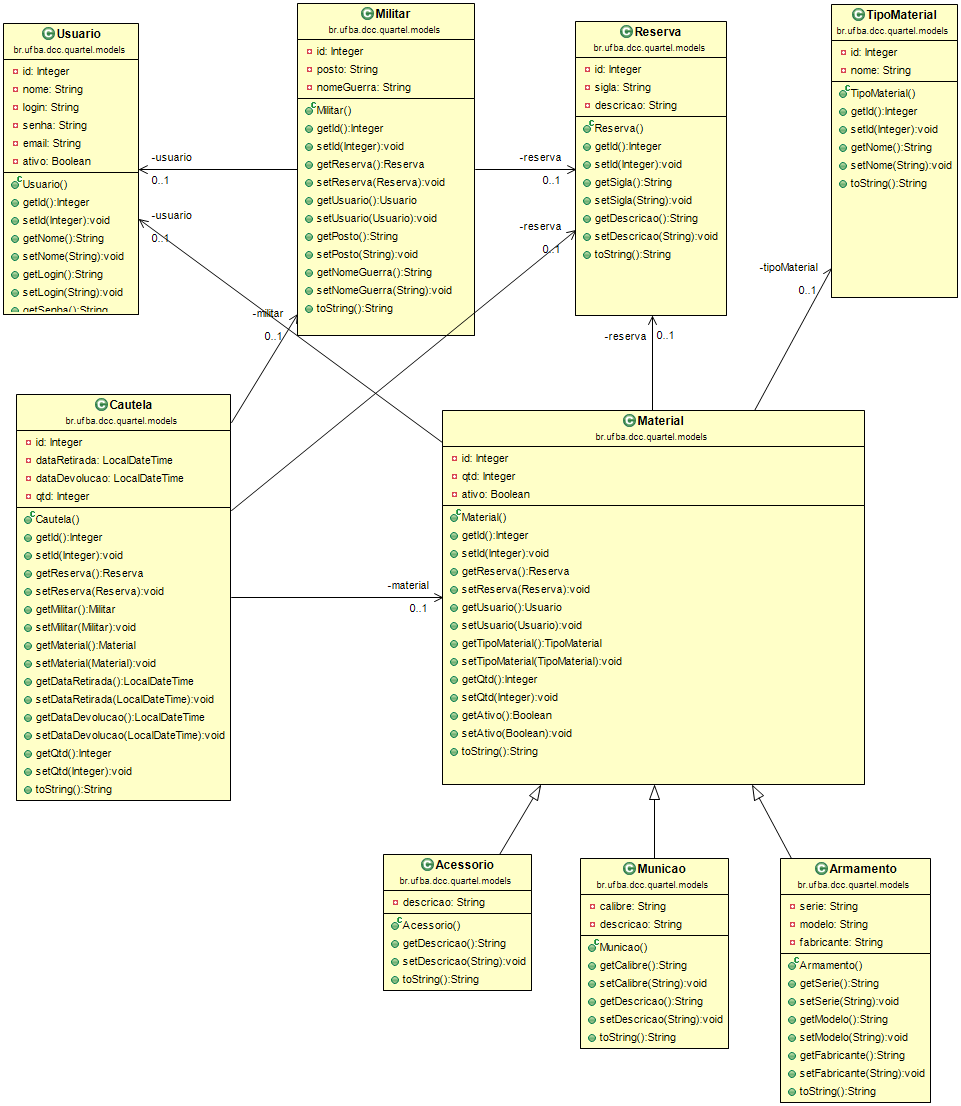 Usuario
br.ufba.dcc.quartel.models
id: Integer
nome: String
login: String
senha: String
email: String
ativo: Boolean
Usuario()
getId():Integer
setId(Integer):void
getNome():String
setNome(String):void
getLogin():String
setLogin(String):void
getSenha():String
Militar
br.ufba.dcc.quartel.models
id: Integer
posto: String
nomeGuerra: String
Militar()
getId():Integer
setId(Integer):void
getReserva():Reserva
setReserva(Reserva):void
getUsuario():Usuario
setUsuario(Usuario):void
getPosto():String
setPosto(String):void
getNomeGuerra():String
setNomeGuerra(String):void
toString():String
Reserva
br.ufba.dcc.quartel.models
id: Integer
sigla: String
descricao: String
Reserva()
getId():Integer
setId(Integer):void
getSigla():String
setSigla(String):void
getDescricao():String
setDescricao(String):void
toString():String
TipoMaterial
br.ufba.dcc.quartel.models
id: Integer
nome: String
TipoMaterial()
getId():Integer
setId(Integer):void
getNome():String
setNome(String):void
toString():String
-usuario
0..1
-usuario
0..1
-reserva
0..1
-reserva
0..1
-tipoMaterial
0..1
-militar
0..1
-reserva
0..1
Cautela
br.ufba.dcc.quartel.models
id: Integer
dataRetirada: LocalDateTime
dataDevolucao: LocalDateTime
qtd: Integer
Cautela()
getId():Integer
setId(Integer):void
getReserva():Reserva
setReserva(Reserva):void
getMilitar():Militar
setMilitar(Militar):void
getMaterial():Material
setMaterial(Material):void
getDataRetirada():LocalDateTime
setDataRetirada(LocalDateTime):void
getDataDevolucao():LocalDateTime
setDataDevolucao(LocalDateTime):void
getQtd():Integer
setQtd(Integer):void
toString():String
-material
0..1
Material
br.ufba.dcc.quartel.models
id: Integer
qtd: Integer
ativo: Boolean
Material()
getId():Integer
setId(Integer):void
getReserva():Reserva
setReserva(Reserva):void
getUsuario():Usuario
setUsuario(Usuario):void
getTipoMaterial():TipoMaterial
setTipoMaterial(TipoMaterial):void
getQtd():Integer
setQtd(Integer):void
getAtivo():Boolean
setAtivo(Boolean):void
toString():String
Acessorio
br.ufba.dcc.quartel.models
descricao: String
Acessorio()
getDescricao():String
setDescricao(String):void
toString():String
Municao
br.ufba.dcc.quartel.models
calibre: String
descricao: String
Municao()
getCalibre():String
setCalibre(String):void
getDescricao():String
setDescricao(String):void
toString():String
Armamento
br.ufba.dcc.quartel.models
serie: String
modelo: String
fabricante: String
Armamento()
getSerie():String
setSerie(String):void
getModelo():String
setModelo(String):void
getFabricante():String
setFabricante(String):void
toString():String